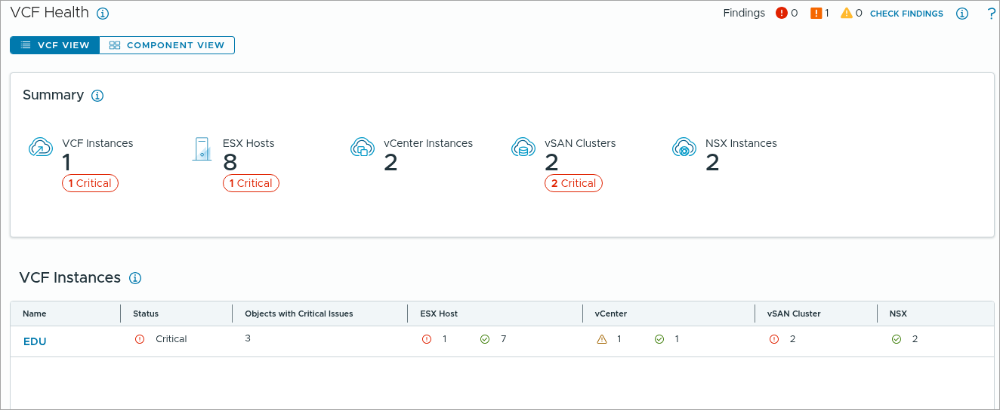 VCF Health
Findings 0 1 0 CHECK FINDINGS ?
VCF VIEW COMPONENT VIEW
Summary
VCF Instances ESX Hosts vCenter Instances vSAN Clusters NSX Instances
1 8 2 2 2
1 Critical 1 Critical 2 Critical
VCF Instances
Name Status Objects with Critical Issues ESX Host vCenter vSAN Cluster NSX
EDU Critical 3 1 7 1 1 2 2